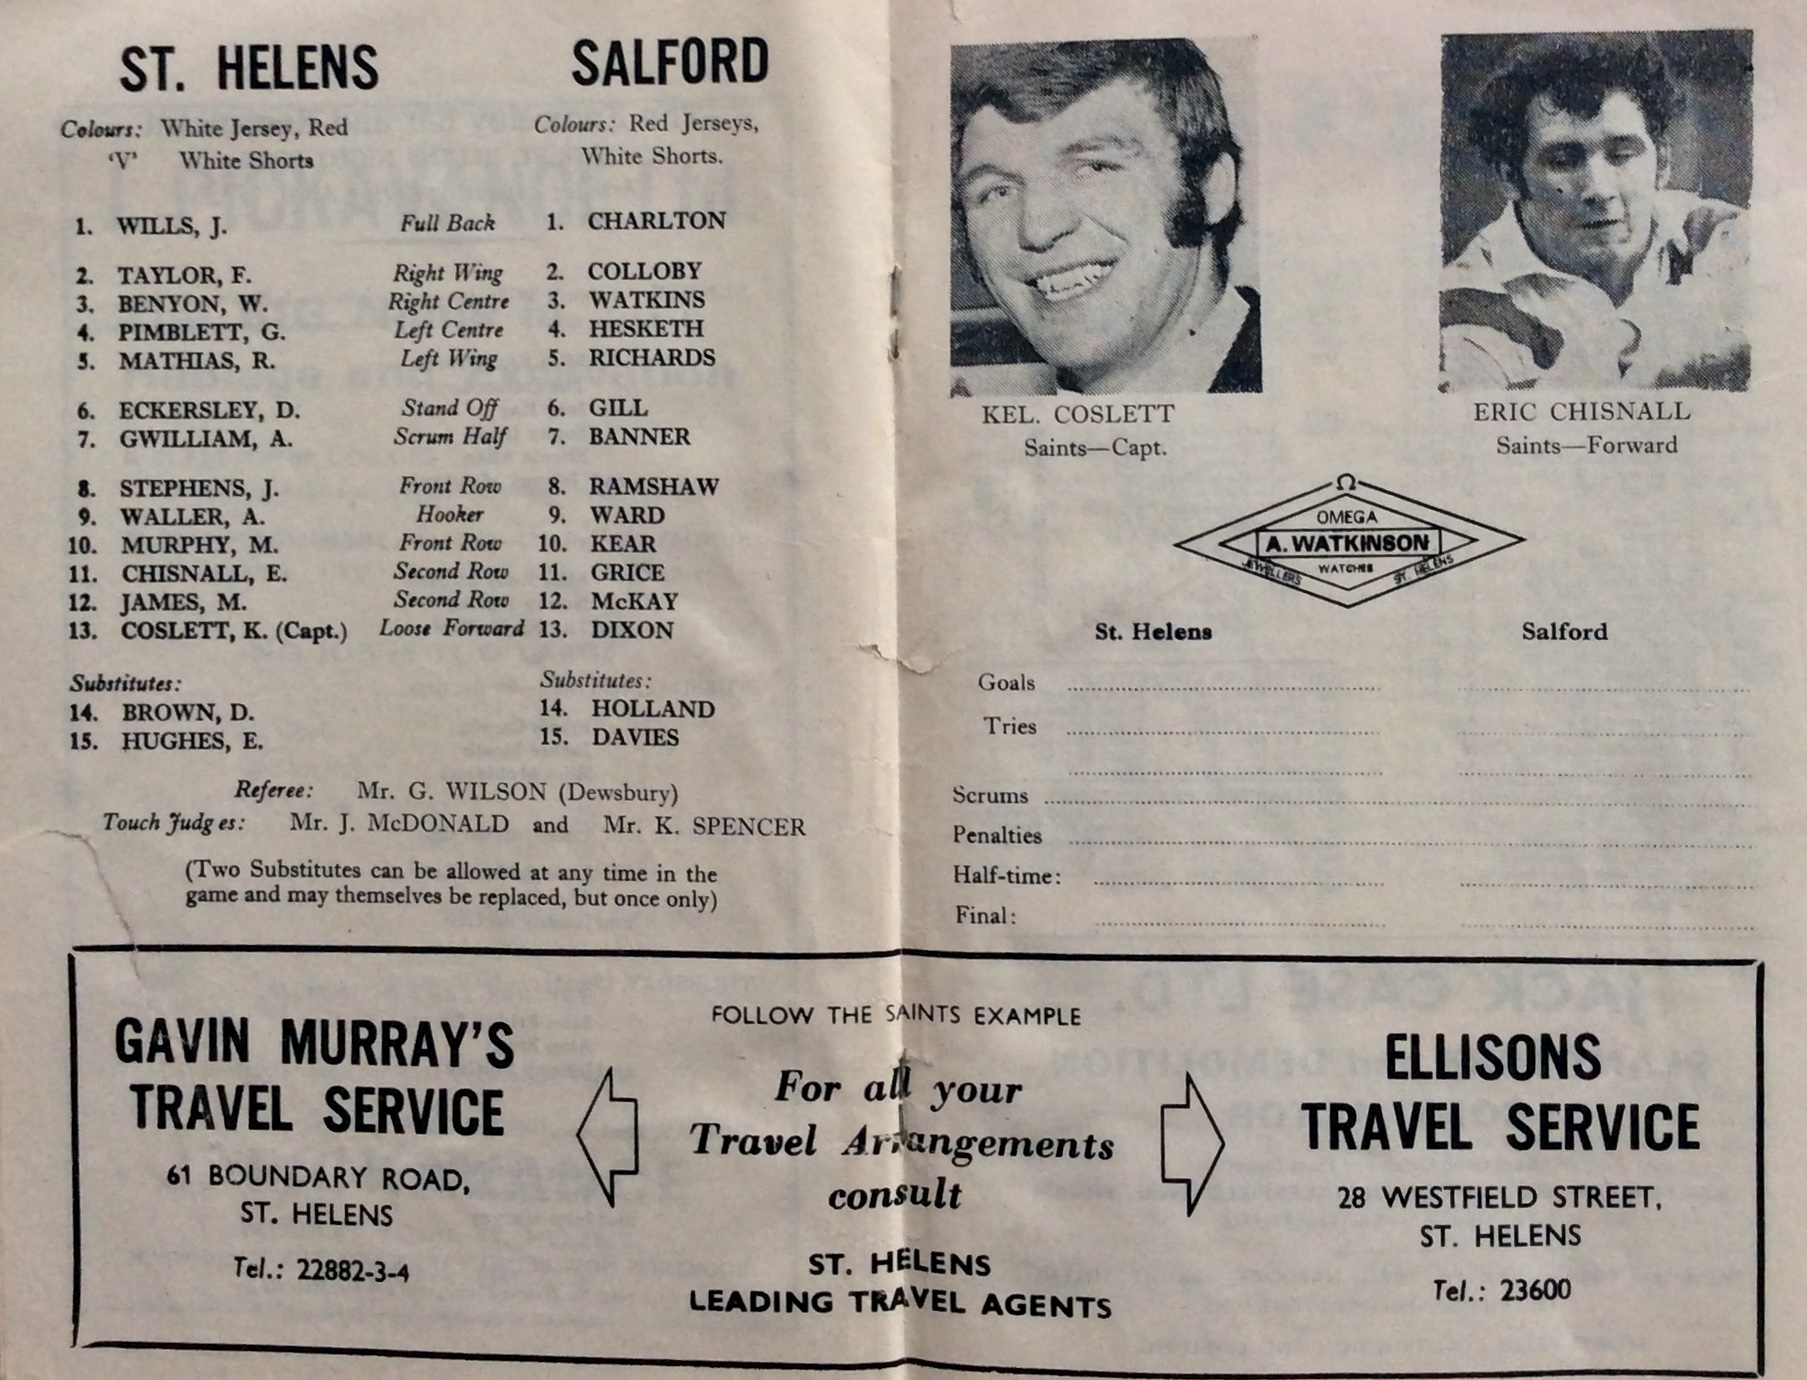 ST. HELENS SALFORD
Colours: White Jersey, Red Colours: Red Jerseys,
'V' White Shorts White Shorts.
1. WILLS, J. Full Back 1. CHARLTON
2. TAYLOR, F. Right Wing 2. COLLOBY
3. BENYON, W. Right Centre 3. WATKINS
4. PIMBLETT, G. Left Centre 4. HESKETH
5. MATHIAS, R. Left Wing 5. RICHARDS
6. ECKERSLEY, D. Stand Off 6. GILL
7. GWILLIAM, A. Scrum Half 7. BANNER
8. STEPHENS, J. Front Row 8. RAMSHAW
9. WALLER, A. Hooker 9. WARD
10. MURPHY, M. Front Row 10. KEAR
11. CHISNALL, E. Second Row 11. GRICE
12. JAMES, M. Second Row 12. McKAY
13. COSLETT, K. (Capt.) Loose Forward 13. DIXON
Substitutes: Substitutes:
14. BROWN, D. 14. HOLLAND
15. HUGHES, E. 15. DAVIES
Referee: Mr. G. WILSON (Dewsbury)
Touch Judges: Mr. J. McDONALD and Mr. K. SPENCER
(Two Substitutes can be allowed at any time in the
game and may themselves be replaced, but once only)
KEL. COSLETT ERIC CHISNALL
Saints—Capt. Saints—Forward
Ω
OMEGA
A. WATKINSON
WATCHES
JEWELLERS ST. HELENS
St. Helens Salford
Goals
Tries
Scrums
Penalties
Half-time:
Final:
GAVIN MURRAY'S
TRAVEL SERVICE
61 BOUNDARY ROAD,
ST. HELENS
Tel.: 22882-3-4
FOLLOW THE SAINTS EXAMPLE
For all your
Travel Arrangements
consult
ST. HELENS
LEADING TRAVEL AGENTS
ELLISONS
TRAVEL SERVICE
28 WESTFIELD STREET,
ST. HELENS
Tel.: 23600